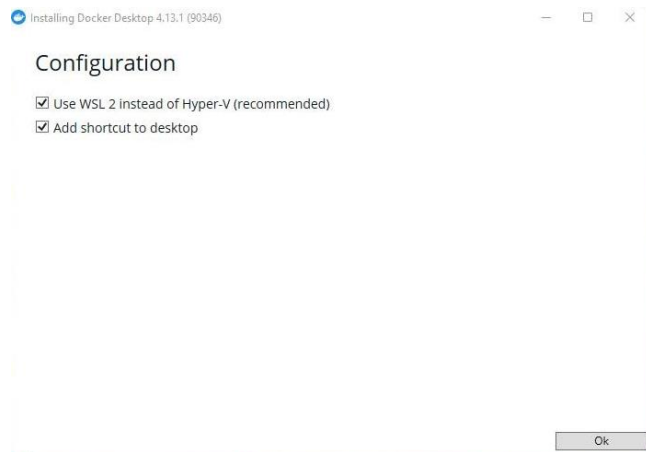 Installing Docker Desktop 4.13.1 (90346)
Configuration
Use WSL 2 instead of Hyper-V (recommended)
Add shortcut to desktop
Ok